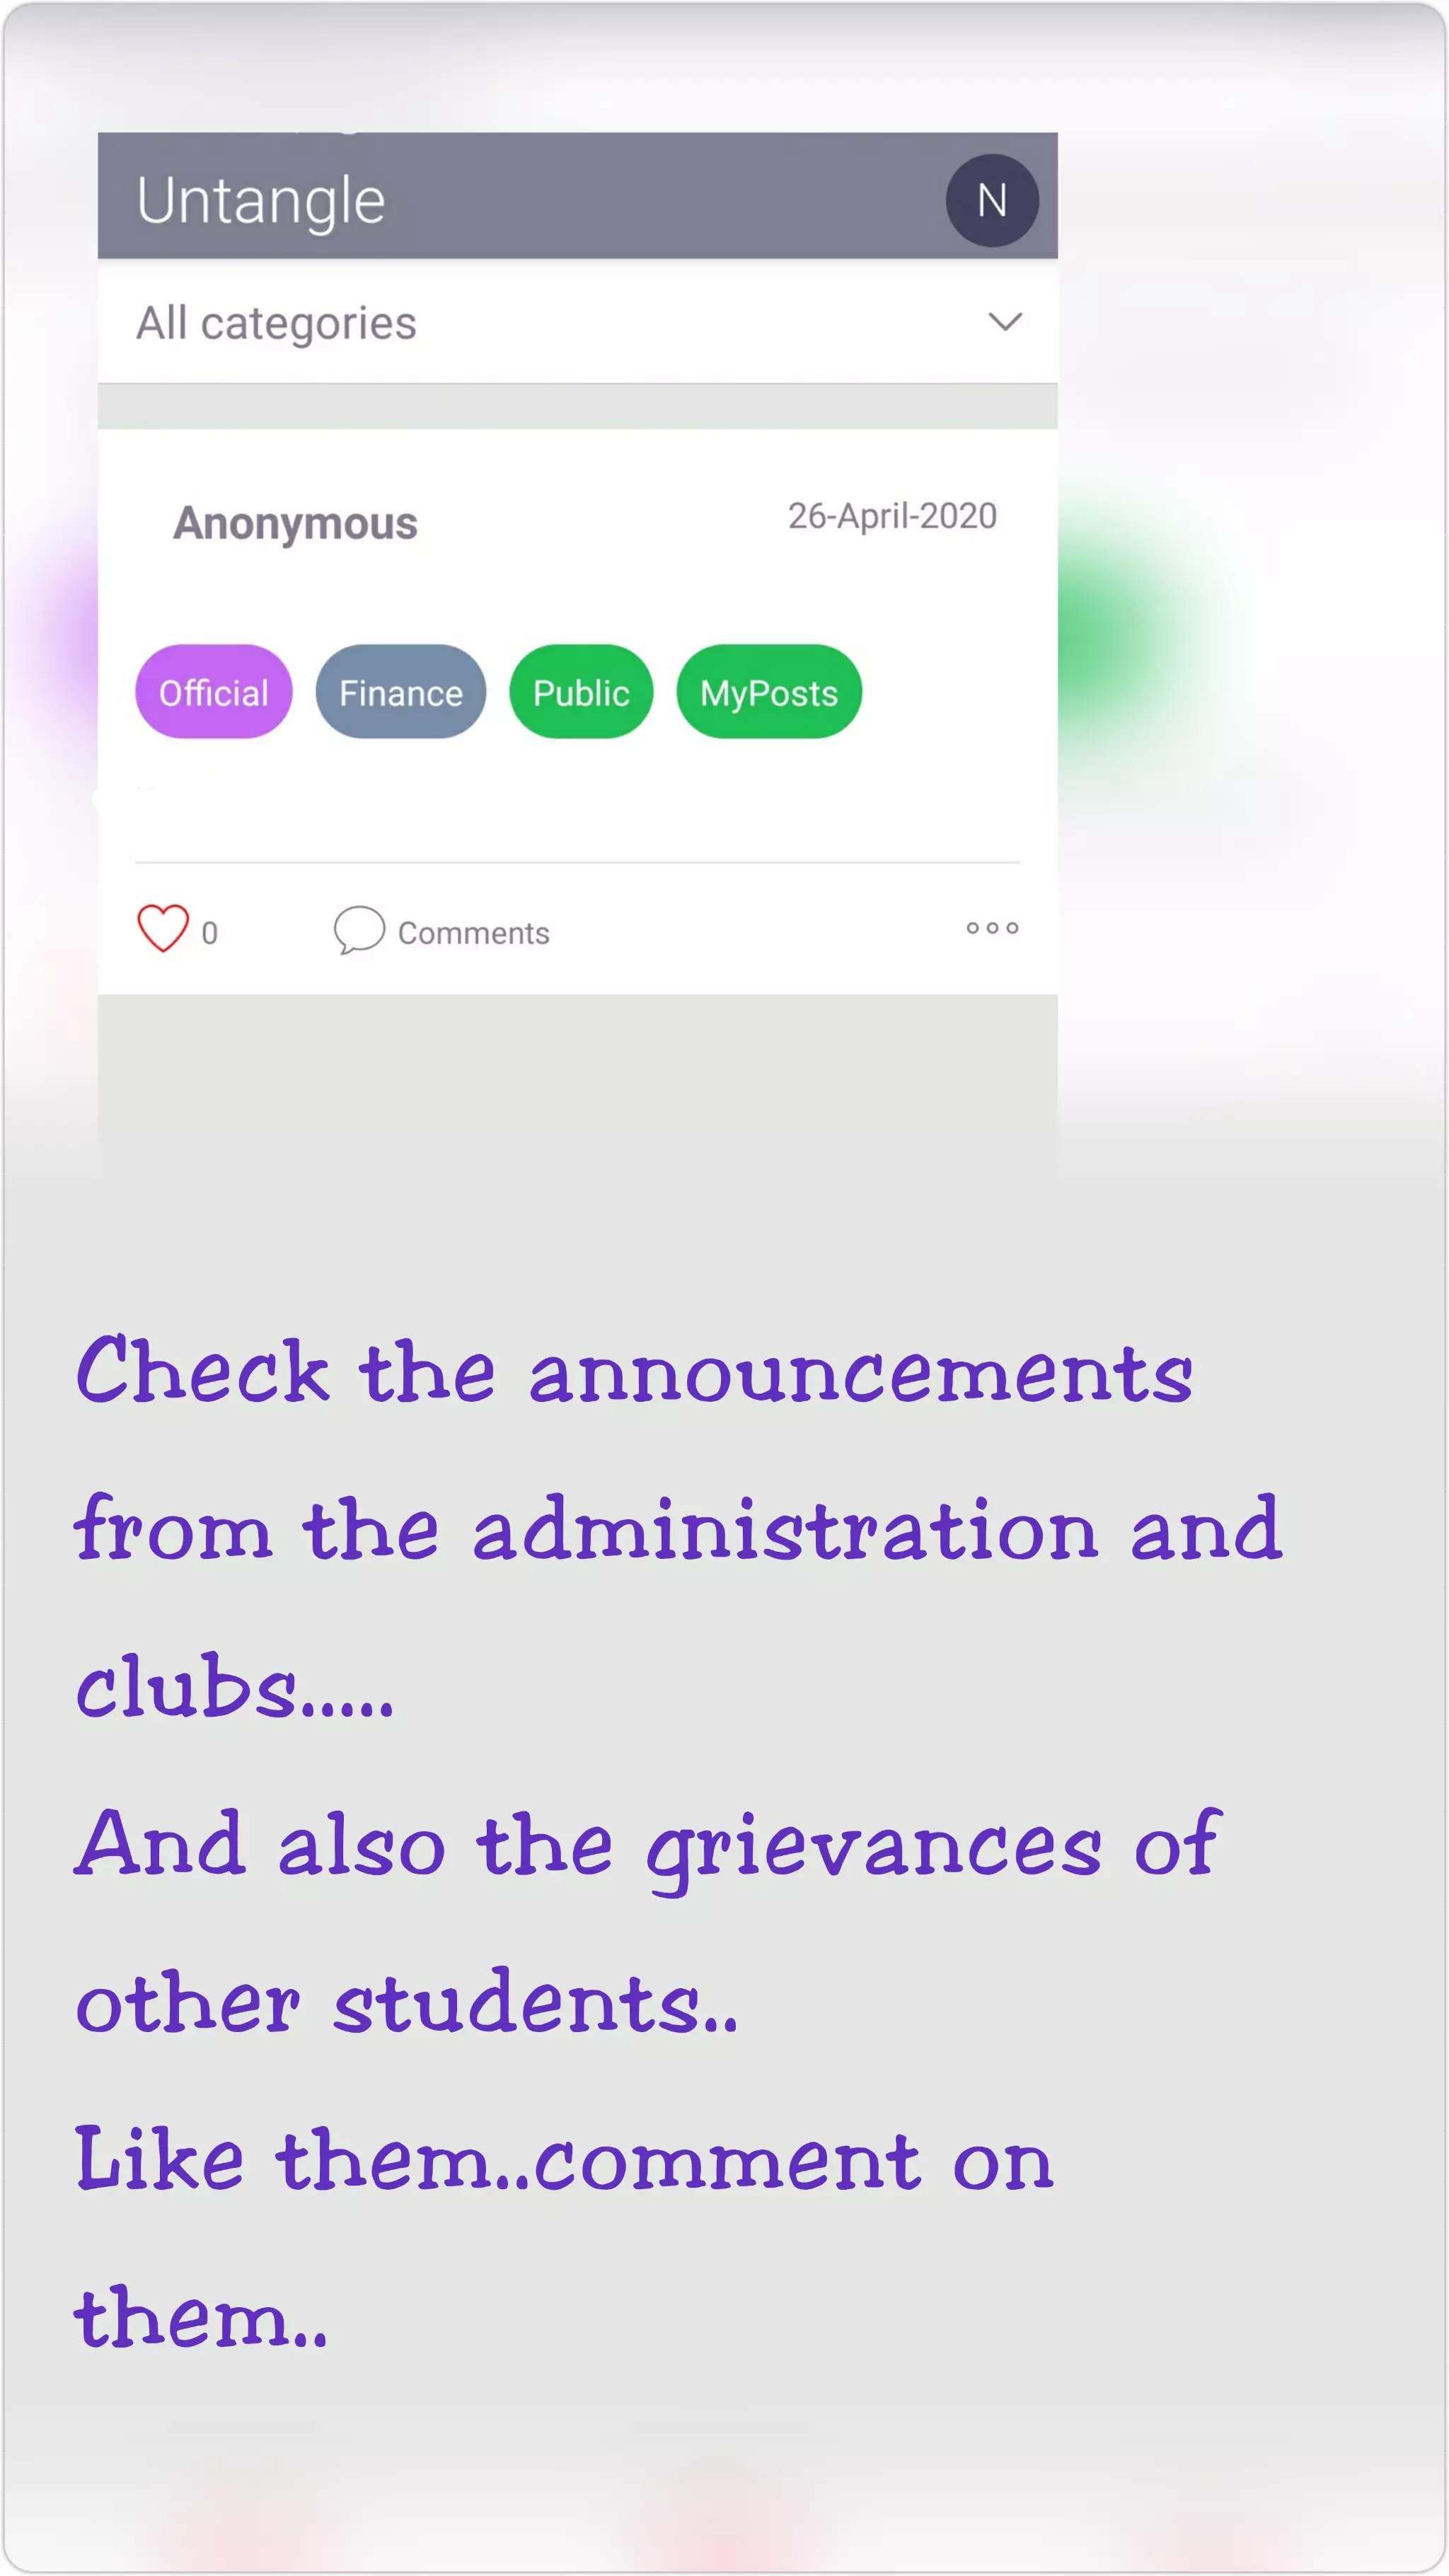 Untangle
N
All categories
Anonymous
26-April-2020
Official
Finance
Public
MyPosts
0
Comments
Check the announcements
from the administration and
clubs.....
And also the grievances of
other students..
Like them..comment on
them..